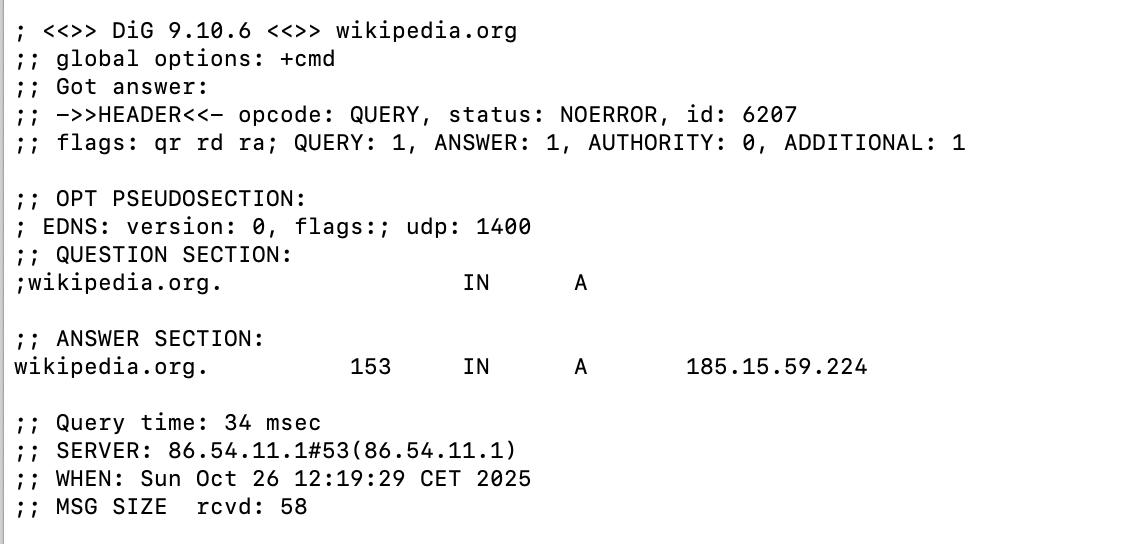 ; <<>> DiG 9.10.6 <<>> wikipedia.org
;; global options: +cmd
;; Got answer:
;; ->>HEADER<<- opcode: QUERY, status: NOERROR, id: 6207
;; flags: qr rd ra; QUERY: 1, ANSWER: 1, AUTHORITY: 0, ADDITIONAL: 1

;; OPT PSEUDOSECTION:
; EDNS: version: 0, flags:; udp: 1400
;; QUESTION SECTION:
;wikipedia.org.			IN	A

;; ANSWER SECTION:
wikipedia.org.		153	IN	A	185.15.59.224

;; Query time: 34 msec
;; SERVER: 86.54.11.1#53(86.54.11.1)
;; WHEN: Sun Oct 26 12:19:29 CET 2025
;; MSG SIZE  rcvd: 58